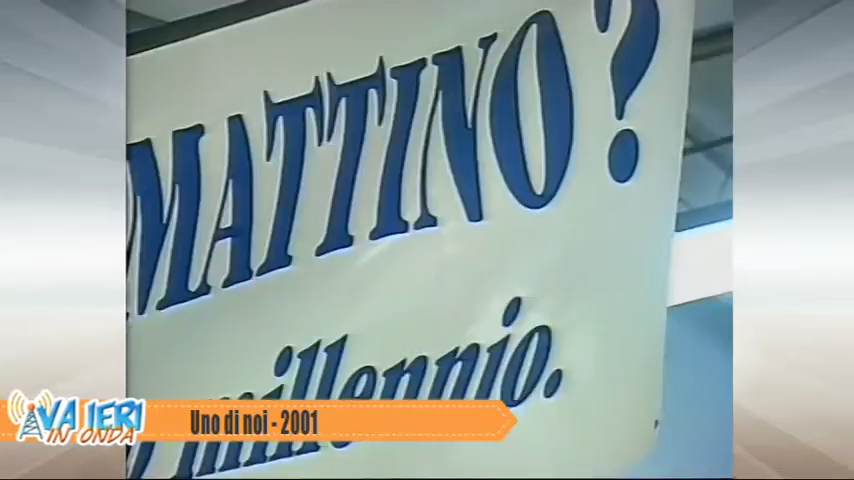 MATTINO?
millennio.
VA IERI
IN ONDA
Uno di noi - 2001